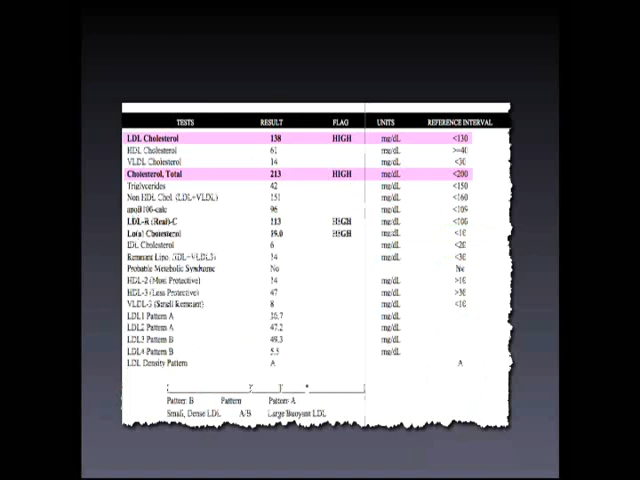 TESTS RESULT FLAG UNITS REFERENCE INTERVAL
LDL Cholesterol 138 HIGH mg/dL <130
HDL Cholesterol 61 mg/dL >=40
VLDL Cholesterol 14 mg/dL <30
Cholesterol, Total 213 HIGH mg/dL <200
Triglycerides 42 mg/dL <150
Non HDL Chol. (LDL+VLDL) 151 mg/dL <160
apoB100-calc 96 mg/dL <109
LDL-R (Real)-C 113 HIGH mg/dL <100
Cholesterol 19.0 HIGH mg/dL
IDL Cholesterol 6 mg/dL <20
Remnant Lipo. 14 mg/dL <30
Probable Metabolic Syndrome No No
HDL-2 (Most Protective) 14 mg/dL >10
HDL-3 (Less Protective) 47 mg/dL >30
VLDL-3 (Small Remnant) 8 mg/dL <10
LDL1 Pattern A mg/dL
LDL2 Pattern A 47.2 mg/dL
LDL3 Pattern B 49.3 mg/dL
LDL4 Pattern B 5.5 mg/dL
LDL Density Pattern A A
Pattern B Pattern Pattern A
Small, Dense LDL A/B Large Buoyant LDL